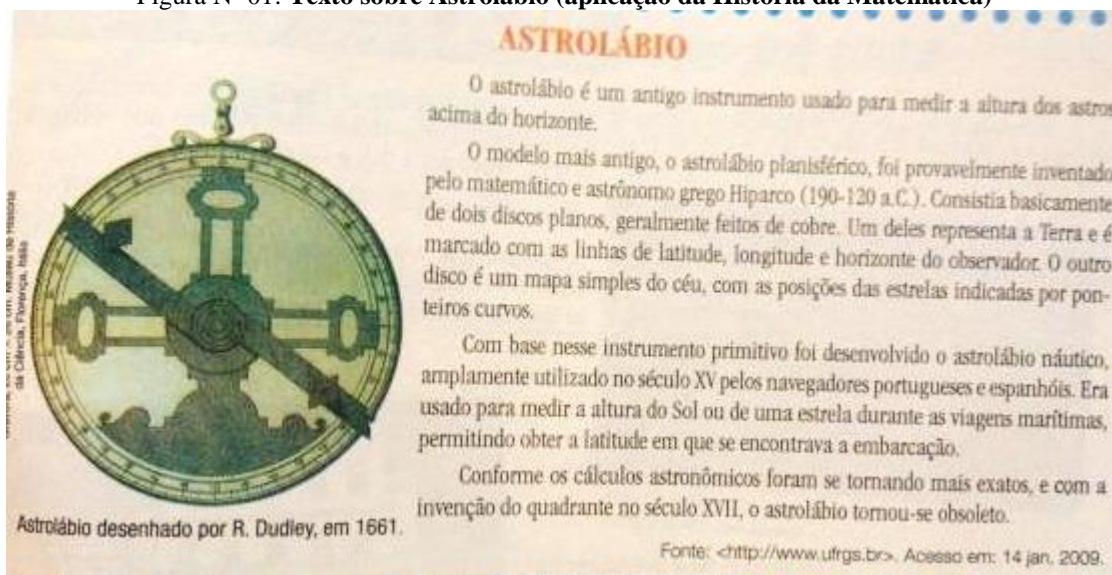 Figura Nº 01: Texto sobre Astrolábio (aplicação da História da Matemática)
ASTROLÁBIO
O astrolábio é um antigo instrumento usado para medir a altura dos astros
acima do horizonte.
O modelo mais antigo, o astrolábio planisférico, foi provavelmente inventado
pelo matemático e astrônomo grego Hiparco (190-120 a.C.). Consistia basicamente
de dois discos planos, geralmente feitos de cobre. Um deles representa a Terra e é
marcado com as linhas de latitude, longitude e horizonte do observador. O outro
disco é um mapa simples do céu, com as posições das estrelas indicadas por pon-
teiros curvos.
Com base nesse instrumento primitivo foi desenvolvido o astrolábio náutico,
amplamente utilizado no século XV pelos navegadores portugueses e espanhóis. Era
usado para medir a altura do Sol ou de uma estrela durante as viagens marítimas,
permitindo obter a latitude em que se encontrava a embarcação.
Conforme os cálculos astronômicos foram se tornando mais exatos, e com a
invenção do quadrante no século XVII, o astrolábio tornou-se obsoleto.
Fonte: <http://www.ufrgs.br>. Acesso em: 14 jan. 2009.
Museu de História
da Ciência, Florença, Itália
Astrolábio desenhado por R. Dudley, em 1661.